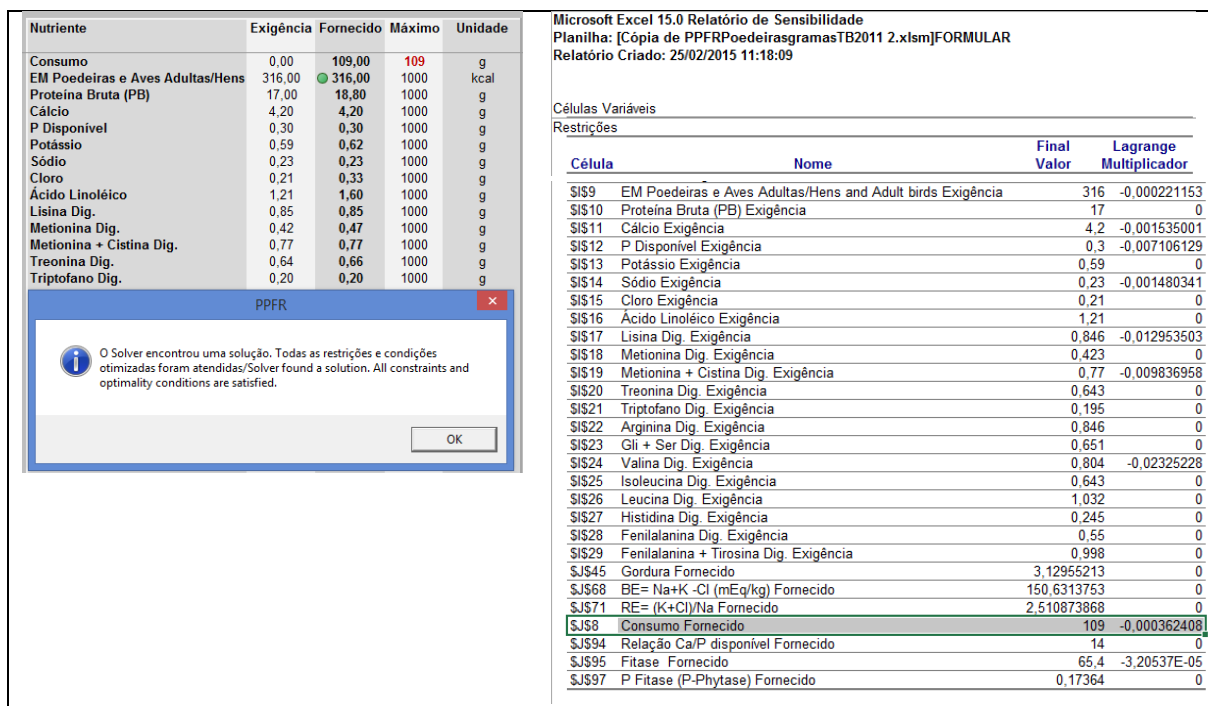 Nutriente Exigência Fornecido Máximo Unidade
Consumo 0,00 109,00 109 g
EM Poedeiras e Aves Adultas/Hens 316,00 316,00 1000 kcal
Proteína Bruta (PB) 17,00 18,80 1000 g
Cálcio 4,20 4,20 1000 g
P Disponível 0,30 0,30 1000 g
Potássio 0,59 0,62 1000 g
Sódio 0,23 0,23 1000 g
Cloro 0,21 0,33 1000 g
Ácido Linoléico 1,21 1,60 1000 g
Lisina Dig. 0,85 0,85 1000 g
Metionina Dig. 0,42 0,47 1000 g
Metionina + Cistina Dig. 0,77 0,77 1000 g
Treonina Dig. 0,64 0,66 1000 g
Triptofano Dig. 0,20 0,20 1000 g
PPFR
O Solver encontrou uma solução. Todas as restrições e condições
otimizadas foram atendidas/Solver found a solution. All constraints and
optimality conditions are satisfied.
OK
Microsoft Excel 15.0 Relatório de Sensibilidade
Planilha: [Cópia de PPFRPoedeirasgramasTB2011 2.xlsm]FORMULAR
Relatório Criado: 25/02/2015 11:18:09
Células Variáveis
Restrições
Final Lagrange
Célula Nome Valor Multiplicador
$I$9 EM Poedeiras e Aves Adultas/Hens and Adult birds Exigência 316 -0,000221153
$I$10 Proteína Bruta (PB) Exigência 17 0
$I$11 Cálcio Exigência 4,2 -0,001535001
$I$12 P Disponível Exigência 0,3 -0,007106129
$I$13 Potássio Exigência 0,59 0
$I$14 Sódio Exigência 0,23 -0,001480341
$I$15 Cloro Exigência 0,21 0
$I$16 Ácido Linoléico Exigência 1,21 0
$I$17 Lisina Dig. Exigência 0,846 -0,012953503
$I$18 Metionina Dig. Exigência 0,423 0
$I$19 Metionina + Cistina Dig. Exigência 0,77 -0,009836958
$I$20 Treonina Dig. Exigência 0,643 0
$I$21 Triptofano Dig. Exigência 0,195 0
$I$22 Arginina Dig. Exigência 0,846 0
$I$23 Gli + Ser Dig. Exigência 0,651 0
$I$24 Valina Dig. Exigência 0,804 -0,02325228
$I$25 Isoleucina Dig. Exigência 0,643 0
$I$26 Leucina Dig. Exigência 1,032 0
$I$27 Histidina Dig. Exigência 0,245 0
$I$28 Fenilalanina Dig. Exigência 0,55 0
$I$29 Fenilalanina + Tirosina Dig. Exigência 0,998 0
$J$45 Gordura Fornecido 3,12955213 0
$J$68 BE= Na+K -Cl (mEq/kg) Fornecido 150,6313753 0
$J$71 RE= (K+Cl)/Na Fornecido 2,510873868 0
$J$8 Consumo Fornecido 109 -0,000362408
$J$94 Relação Ca/P disponível Fornecido 14 0
$J$95 Fitase Fornecido 65,4 -3,20537E-05
$J$97 P Fitase (P-Phytase) Fornecido 0,17364 0